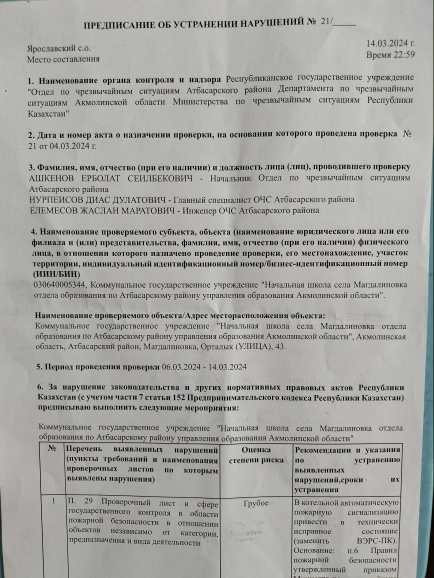 ПРЕДПИСАНИЕ ОБ УСТРАНЕНИИ НАРУШЕНИЙ № 21/____
Ярославский с.о.
14.03.2024 г.
Место составления
Время 22:59
1. Наименование органа контроля и надзора Республиканское государственное учреждение
"Отдел по чрезвычайным ситуациям Атбасарского района Департамента по чрезвычайным
ситуациям Акмолинской области Министерства по чрезвычайным ситуациям Республики
Казахстан"
2. Дата и номер акта о назначении проверки, на основании которого проведена проверка №
21 от 04.03.2024 г.
3. Фамилия, имя, отчество (при его наличии) и должность лица (лиц), проводившего проверку
АШКЕНОВ ЕРБОЛАТ СЕИЛБЕКОВИЧ - Начальник Отдел по чрезвычайным ситуациям
Атбасарского района
НУРПЕИСОВ ДИАС ДУЛАТОВИЧ - Главный специалист ОЧС Атбасарского района
ЕЛЕМЕСОВ ЖАСЛАН МАРАТОВИЧ - Инженер ОЧС Атбасарского района
4. Наименование проверяемого субъекта, объекта (наименование юридического лица или его
филиала и (или) представительства, фамилия, имя, отчество (при его наличии) физического
лица, в отношении которого назначено проведение проверки, его местонахождение, участок
территории, индивидуальный идентификационный номер/бизнес-идентификационный номер
(ИИН/БИН)
030640005344, Коммунальное государственное учреждение "Начальная школа села Магдалиновка
отдела образования по Атбасарскому району управления образования Акмолинской области".
Наименование проверяемого объекта/Адрес месторасположения объекта:
Коммунальное государственное учреждение "Начальная школа села Магдалиновка отдела
образования по Атбасарскому району управления образования Акмолинской области", Акмолинская
область, Атбасарский район, Магдалиновка, Орталык (УЛИЦА), 43.
5. Период проведения проверки 06.03.2024 - 14.03.2024
6. За нарушение законодательства и других нормативных правовых актов Республики
Казахстан (с учетом части 7 статьи 152 Предпринимательского кодекса Республики Казахстан)
предписываю выполнить следующие мероприятия:
Коммунальное государственное учреждение "Начальная школа села Магдалиновка отдела
образования по Атбасарскому району управления образования Акмолинской области"
№
Перечень выявленных нарушений
(пункты требований и наименования
проверочных листов по которым
выявлены нарушения)
Оценка
степени риска
Рекомендации и указания
по устранению
выявленных
нарушений,сроки их
устранения
1
П. 29 Проверочный лист в сфере
государственного контроля в области
пожарной безопасности в отношении
объектов независимо от категории,
предназначения и вида деятельности
Грубое
В котельной автоматическую
пожарную сигнализацию
привести в технически
исправное состояние
(заменить ВЭРС-ПК).
Основание: п.6 Правил
пожарной безопасности
утвержденный приказом